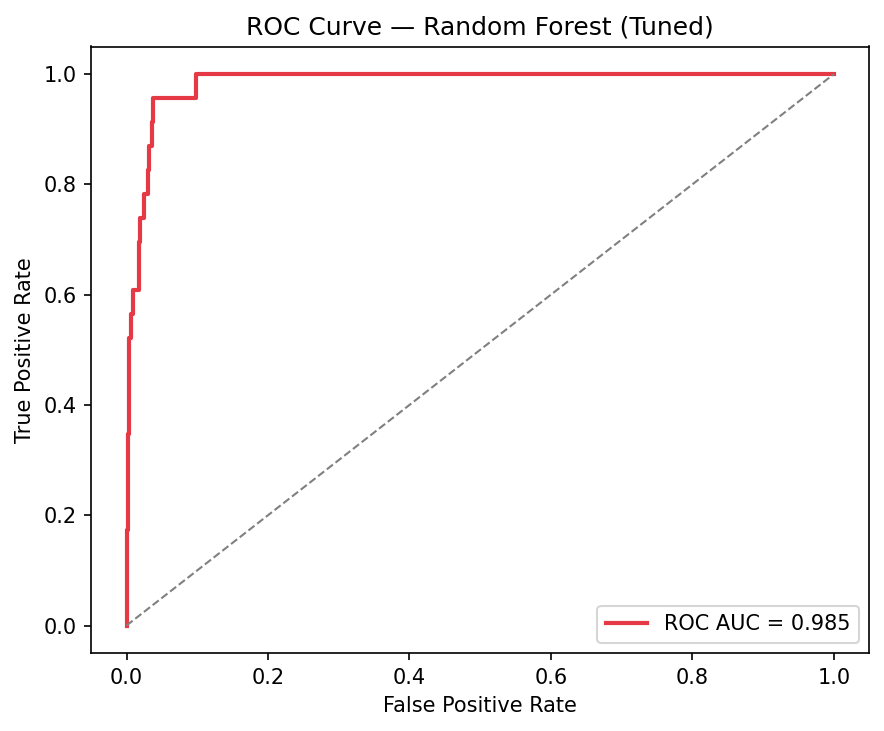 ROC Curve — Random Forest (Tuned)
True Positive Rate
1.0
0.8
0.6
0.4
0.2
0.0
ROC AUC = 0.985
0.0 0.2 0.4 0.6 0.8 1.0
False Positive Rate